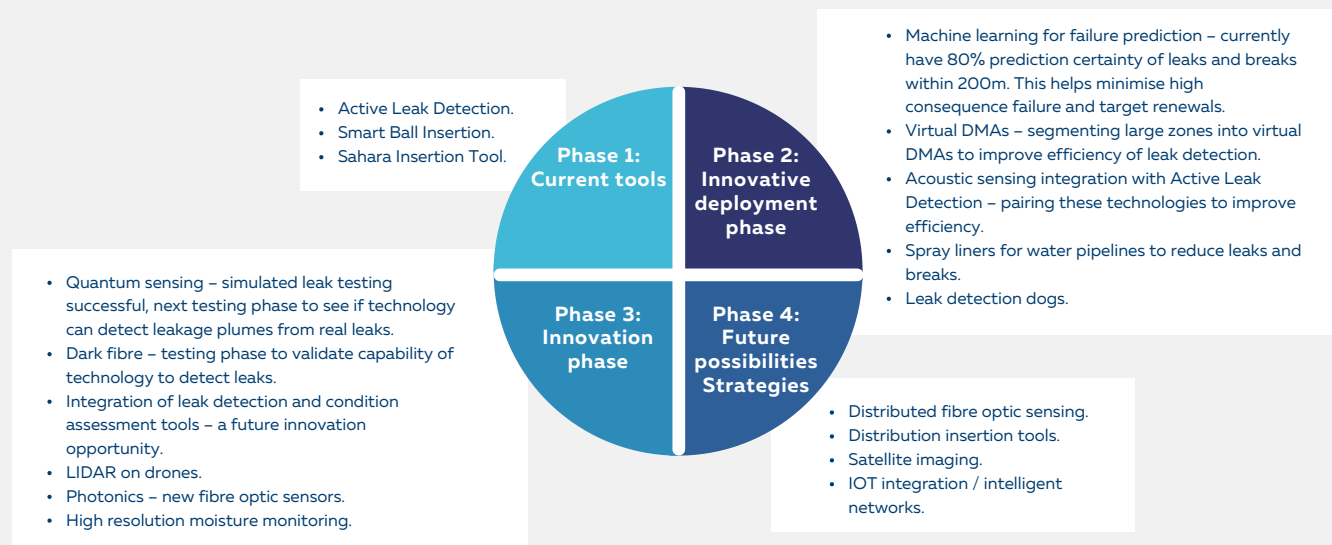 • Active Leak Detection.
• Smart Ball Insertion.
• Sahara Insertion Tool.
Phase 1:
Current tools
Phase 2:
Innovative
deployment
phase
• Machine learning for failure prediction – currently
have 80% prediction certainty of leaks and breaks
within 200m. This helps minimise high
consequence failure and target renewals.
• Virtual DMAs – segmenting large zones into virtual
DMAs to improve efficiency of leak detection.
• Acoustic sensing integration with Active Leak
Detection – pairing these technologies to improve
efficiency.
• Spray liners for water pipelines to reduce leaks and
breaks.
• Leak detection dogs.
• Quantum sensing – simulated leak testing
successful, next testing phase to see if technology
can detect leakage plumes from real leaks.
• Dark fibre – testing phase to validate capability of
technology to detect leaks.
• Integration of leak detection and condition
assessment tools – a future innovation
opportunity.
• LIDAR on drones.
• Photonics – new fibre optic sensors.
• High resolution moisture monitoring.
Phase 3:
Innovation
phase
Phase 4:
Future
possibilities
Strategies
• Distributed fibre optic sensing.
• Distribution insertion tools.
• Satellite imaging.
• IOT integration / intelligent
networks.